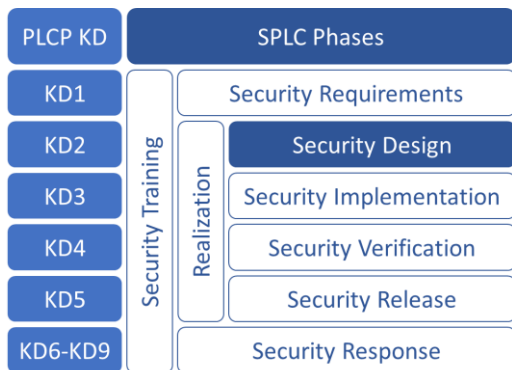 PLCP KD
SPLC Phases
KD1
Security Requirements
KD2
Security Design
KD3
Security Implementation
KD4
Security Verification
KD5
Security Release
KD6-KD9
Security Response
Security Training
Realization